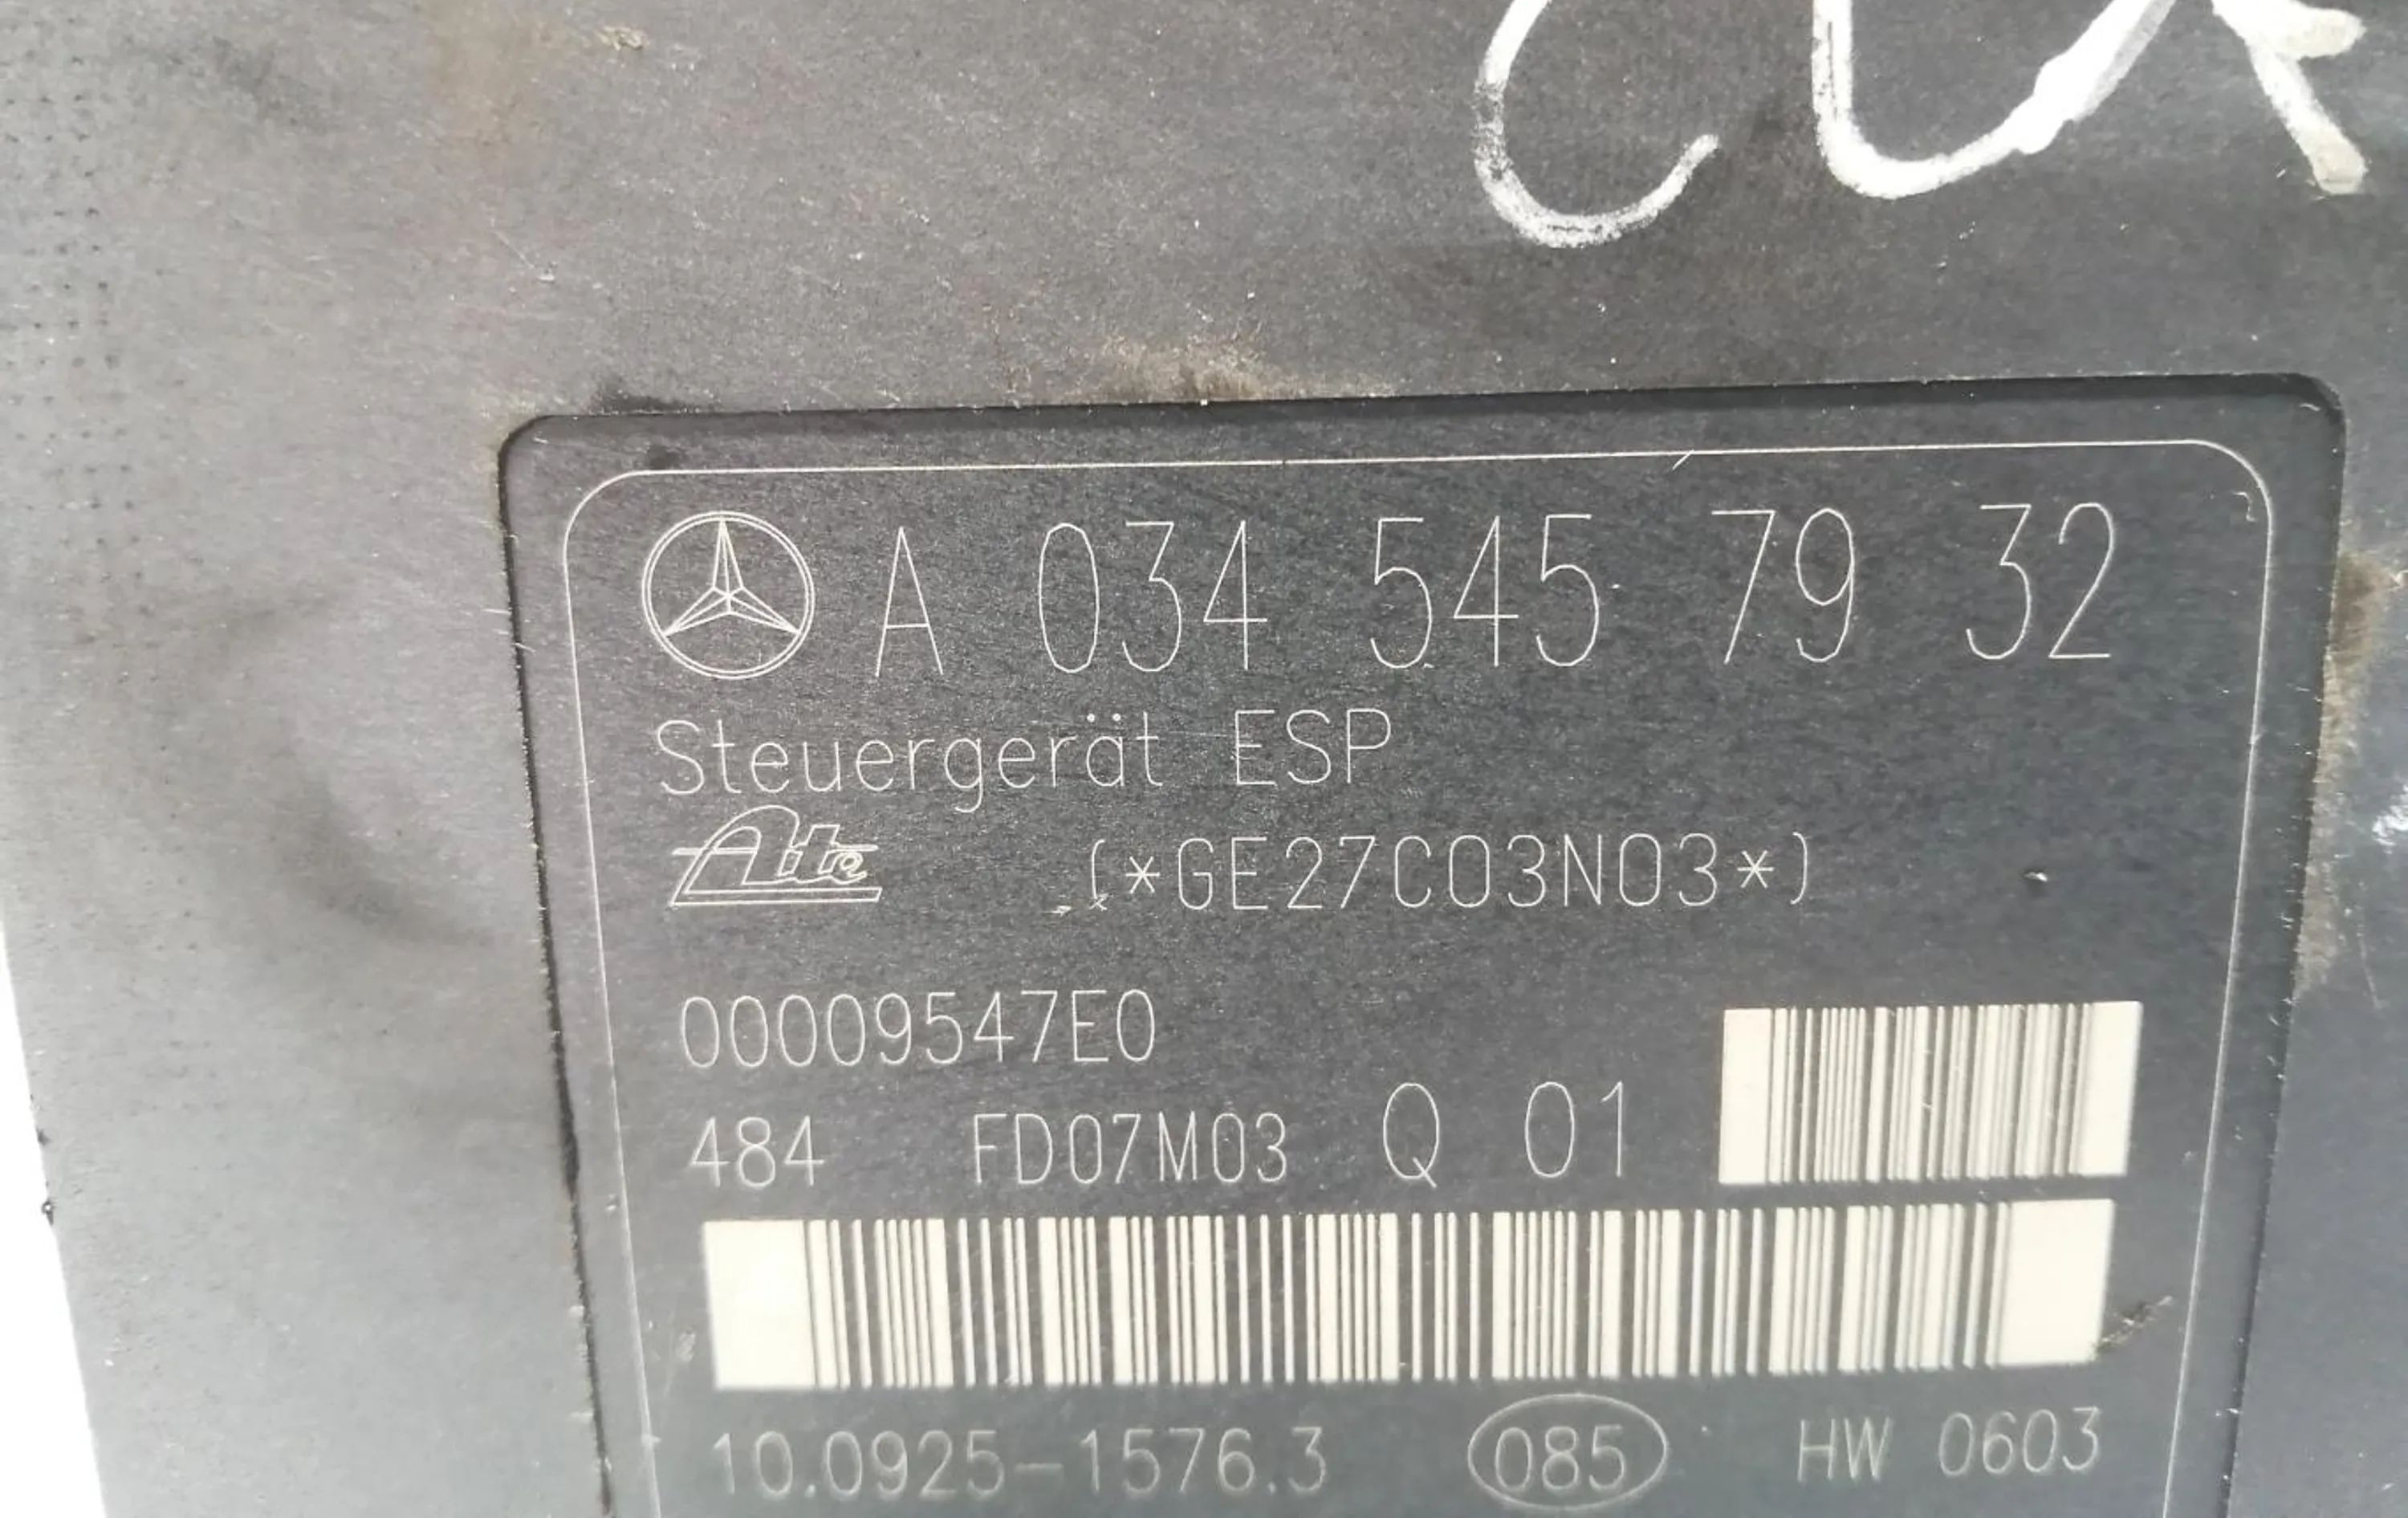 CLK
A 034 545 79 32
Steuergerät ESP
Ate (*GE27C03N03*)
00009547E0
484 FD07M03 Q 01
10.0925-1576.3 085 HW 0603